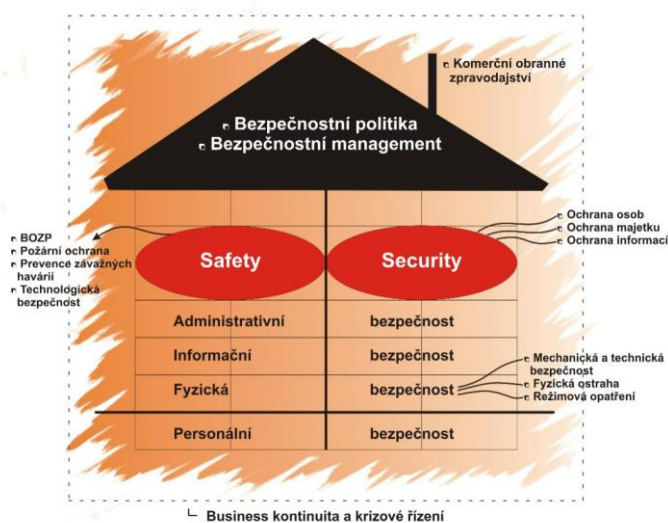 Komerční obranné
zpravodajství
Bezpečnostní politika
Bezpečnostní management
BOZP
Požární ochrana
Prevence závažných
havárií
Technologická
bezpečnost
Safety
Security
Ochrana osob
Ochrana majetku
Ochrana informací
Administrativní bezpečnost
Informační bezpečnost
Fyzická bezpečnost
Mechanická a technická
bezpečnost
Fyzická ostraha
Režimová opatření
Personální bezpečnost
Business kontinuita a krizové řízení